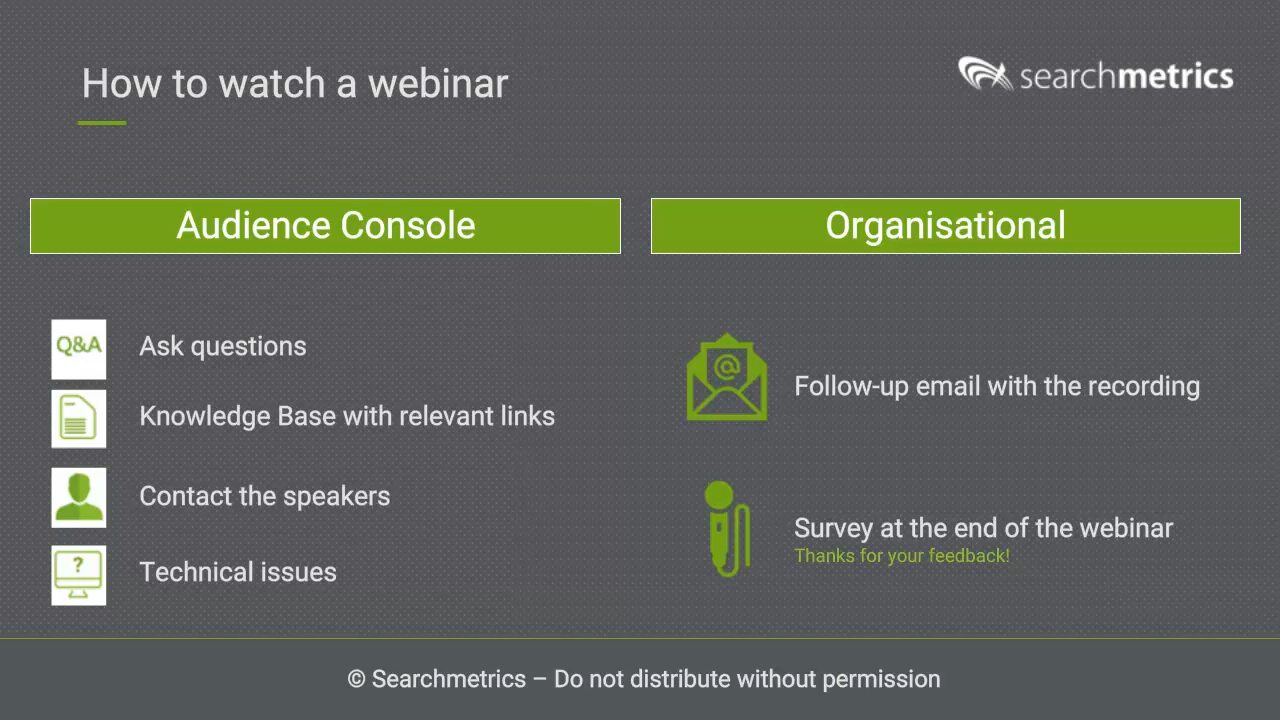 How to watch a webinar
searchmetrics
Audience Console
Organisational
Q&A
Ask questions
Knowledge Base with relevant links
Contact the speakers
?
Technical issues
@
Follow-up email with the recording
Survey at the end of the webinar
Thanks for your feedback!
© Searchmetrics – Do not distribute without permission